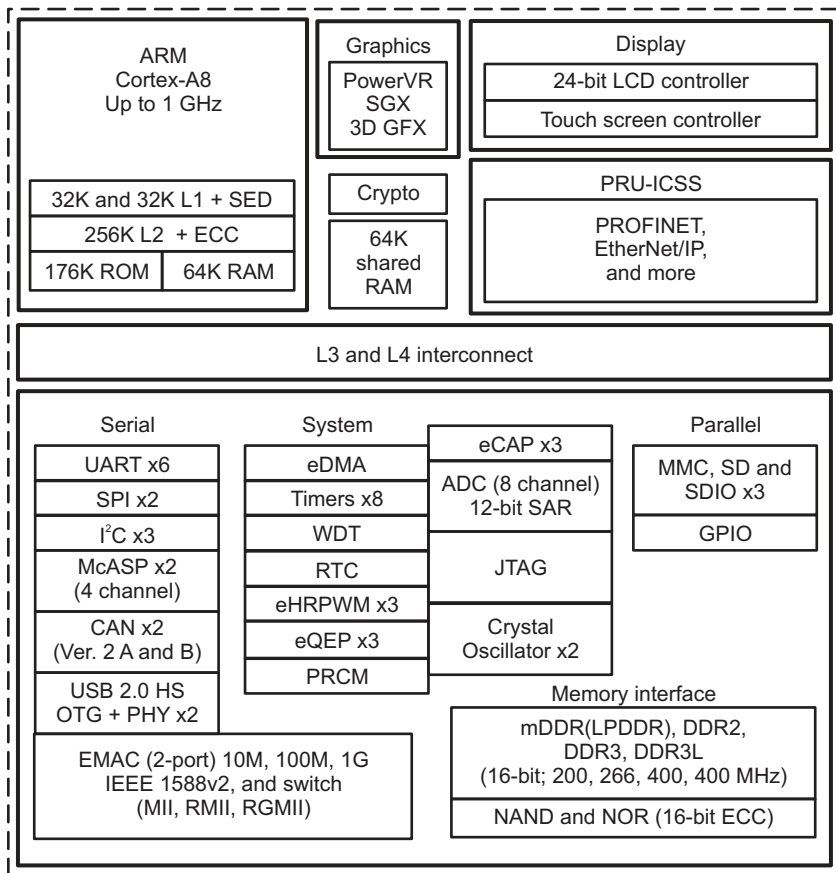 ARM
Cortex-A8
Up to 1 GHz
32K and 32K L1 + SED
256K L2 + ECC
176K ROM
64K RAM
Graphics
PowerVR
SGX
3D GFX
Crypto
64K
shared
RAM
Display
24-bit LCD controller
Touch screen controller
PRU-ICSS
PROFINET,
EtherNet/IP,
and more
L3 and L4 interconnect
Serial
UART x6
SPI x2
I²C x3
McASP x2
(4 channel)
CAN x2
(Ver. 2 A and B)
USB 2.0 HS
OTG + PHY x2
EMAC (2-port) 10M, 100M, 1G
IEEE 1588v2, and switch
(MII, RMII, RGMII)
System
eDMA
Timers x8
WDT
RTC
eHRPWM x3
eQEP x3
PRCM
eCAP x3
ADC (8 channel)
12-bit SAR
JTAG
Crystal
Oscillator x2
Parallel
MMC, SD and
SDIO x3
GPIO
Memory interface
mDDR(LPDDR), DDR2,
DDR3, DDR3L
(16-bit; 200, 266, 400, 400 MHz)
NAND and NOR (16-bit ECC)